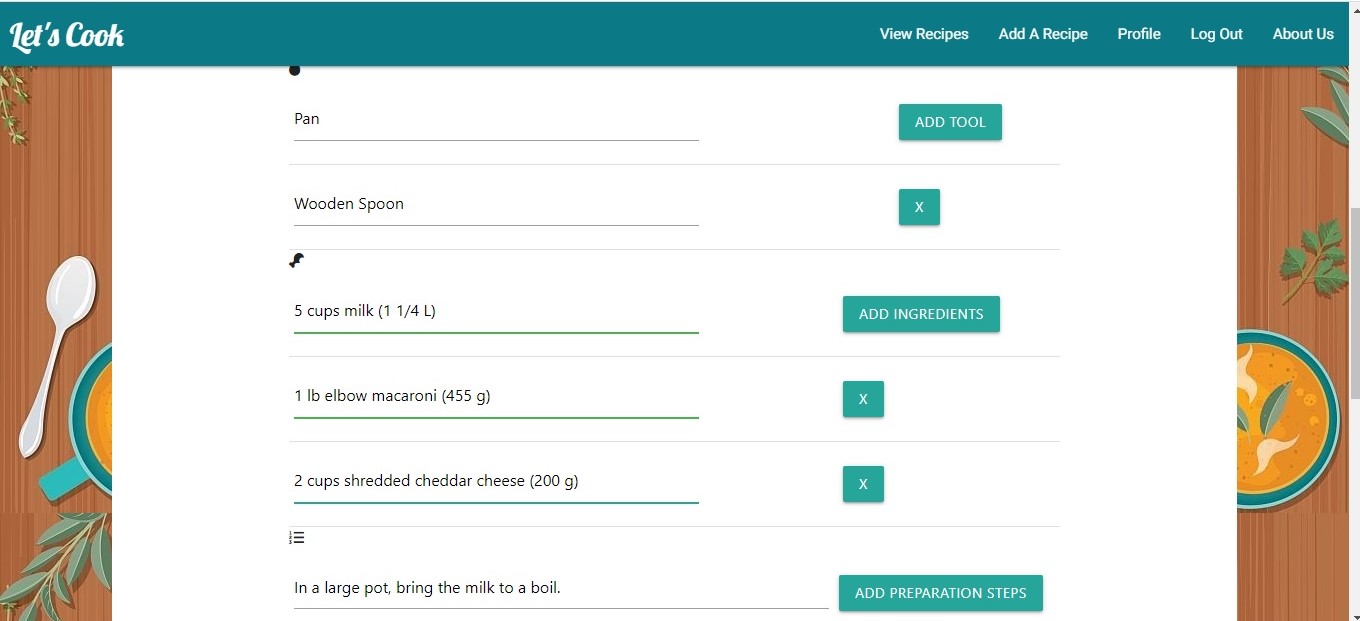 Let's Cook
View Recipes Add A Recipe Profile Log Out About Us
Pan
ADD TOOL
Wooden Spoon
X
5 cups milk (1 1/4 L)
ADD INGREDIENTS
1 lb elbow macaroni (455 g)
X
2 cups shredded cheddar cheese (200 g)
X
In a large pot, bring the milk to a boil.
ADD PREPARATION STEPS